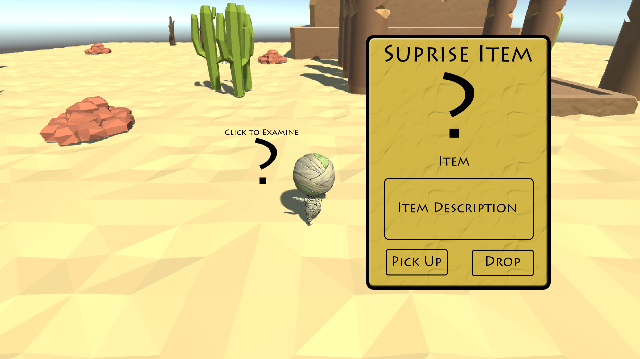 Suprise Item
?
Item
Item Description
Pick Up
Drop
Click to Examine
?